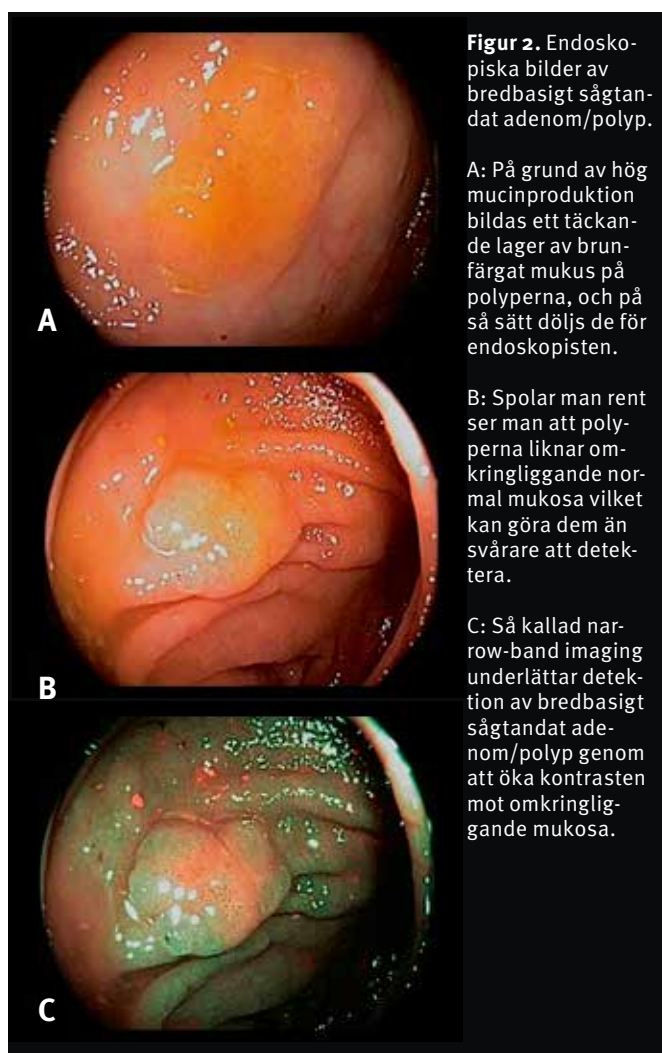 Figur 2. Endosko-
piska bilder av
bredbasigt sågtan-
dat adenom/polyp.
A: På grund av hög
mucinproduktion
bildas ett täckan-
de lager av brun-
färgat mukus på
polyperna, och på
så sätt döljs de för
endoskopisten.
B: Spolar man rent
ser man att poly-
perna liknar om-
kringliggande nor-
mal mukosa vilket
kan göra dem än
svårare att detek-
tera.
C: Så kallad nar-
row-band imaging
underlättar detek-
tion av bredbasigt
sågtandat ade-
nom/polyp genom
att öka kontrasten
mot omkringlig-
gande mukosa.
A
B
C